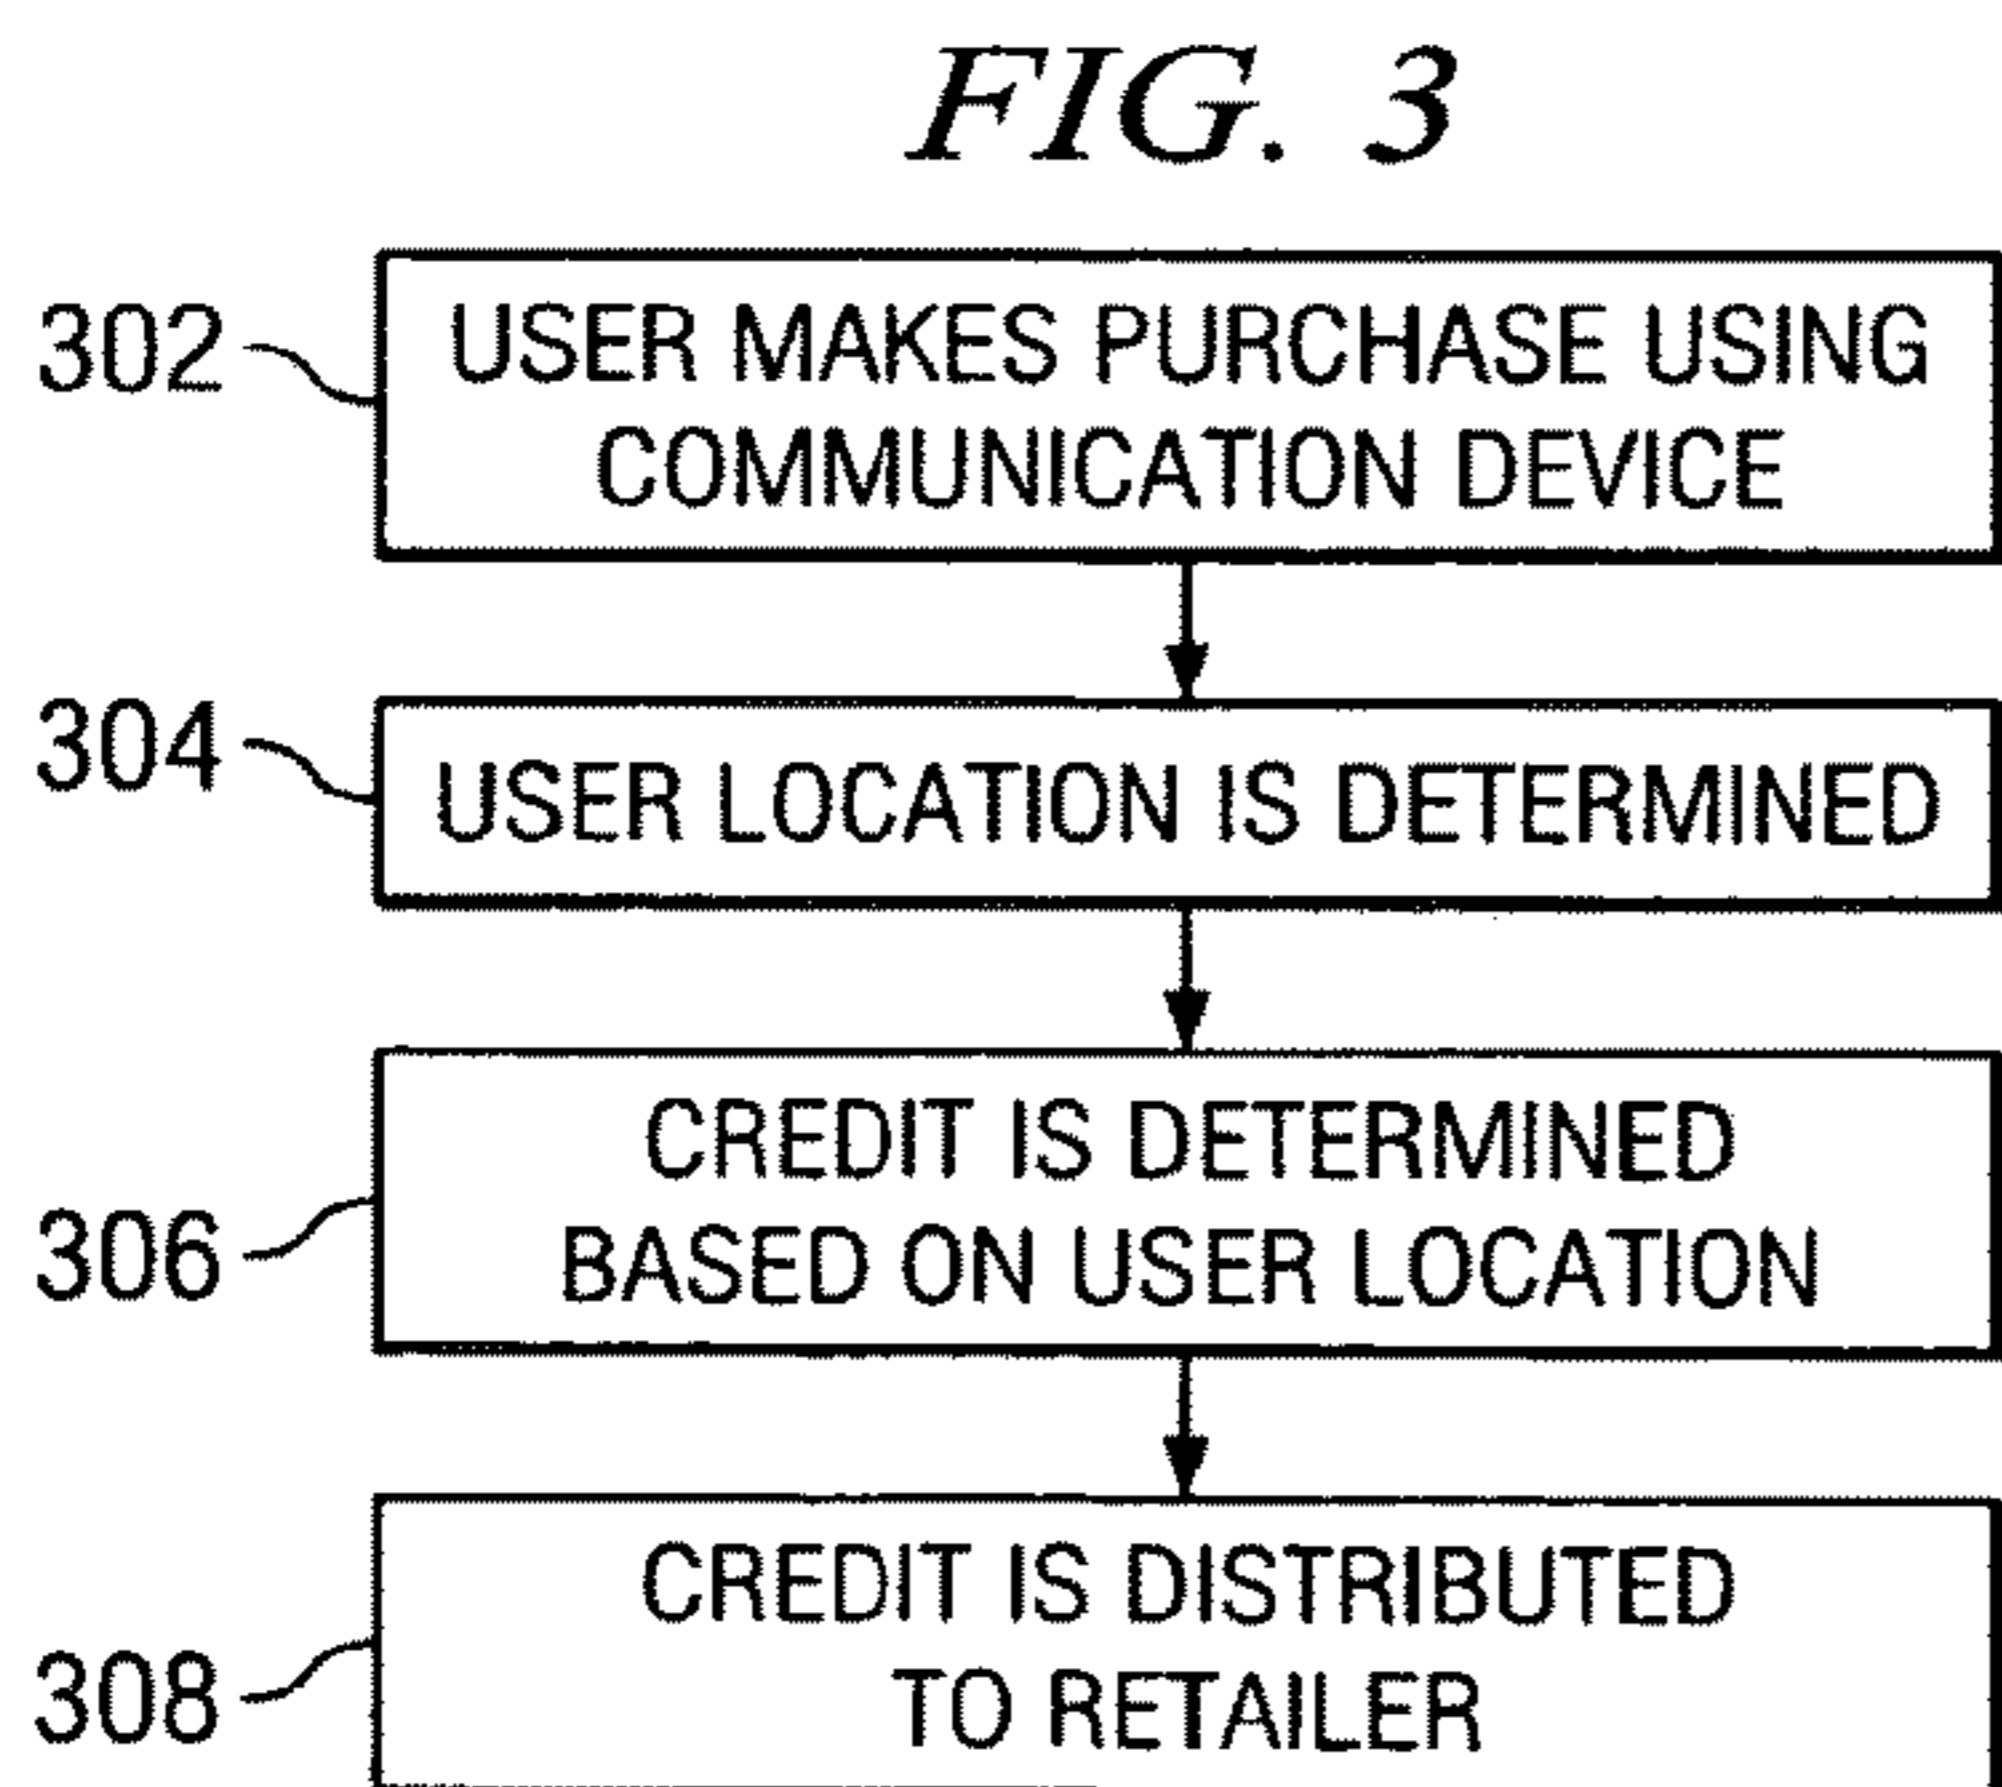 FIG. 3
302
USER MAKES PURCHASE USING
COMMUNICATION DEVICE
304
USER LOCATION IS DETERMINED
306
CREDIT IS DETERMINED
BASED ON USER LOCATION
308
CREDIT IS DISTRIBUTED
TO RETAILER